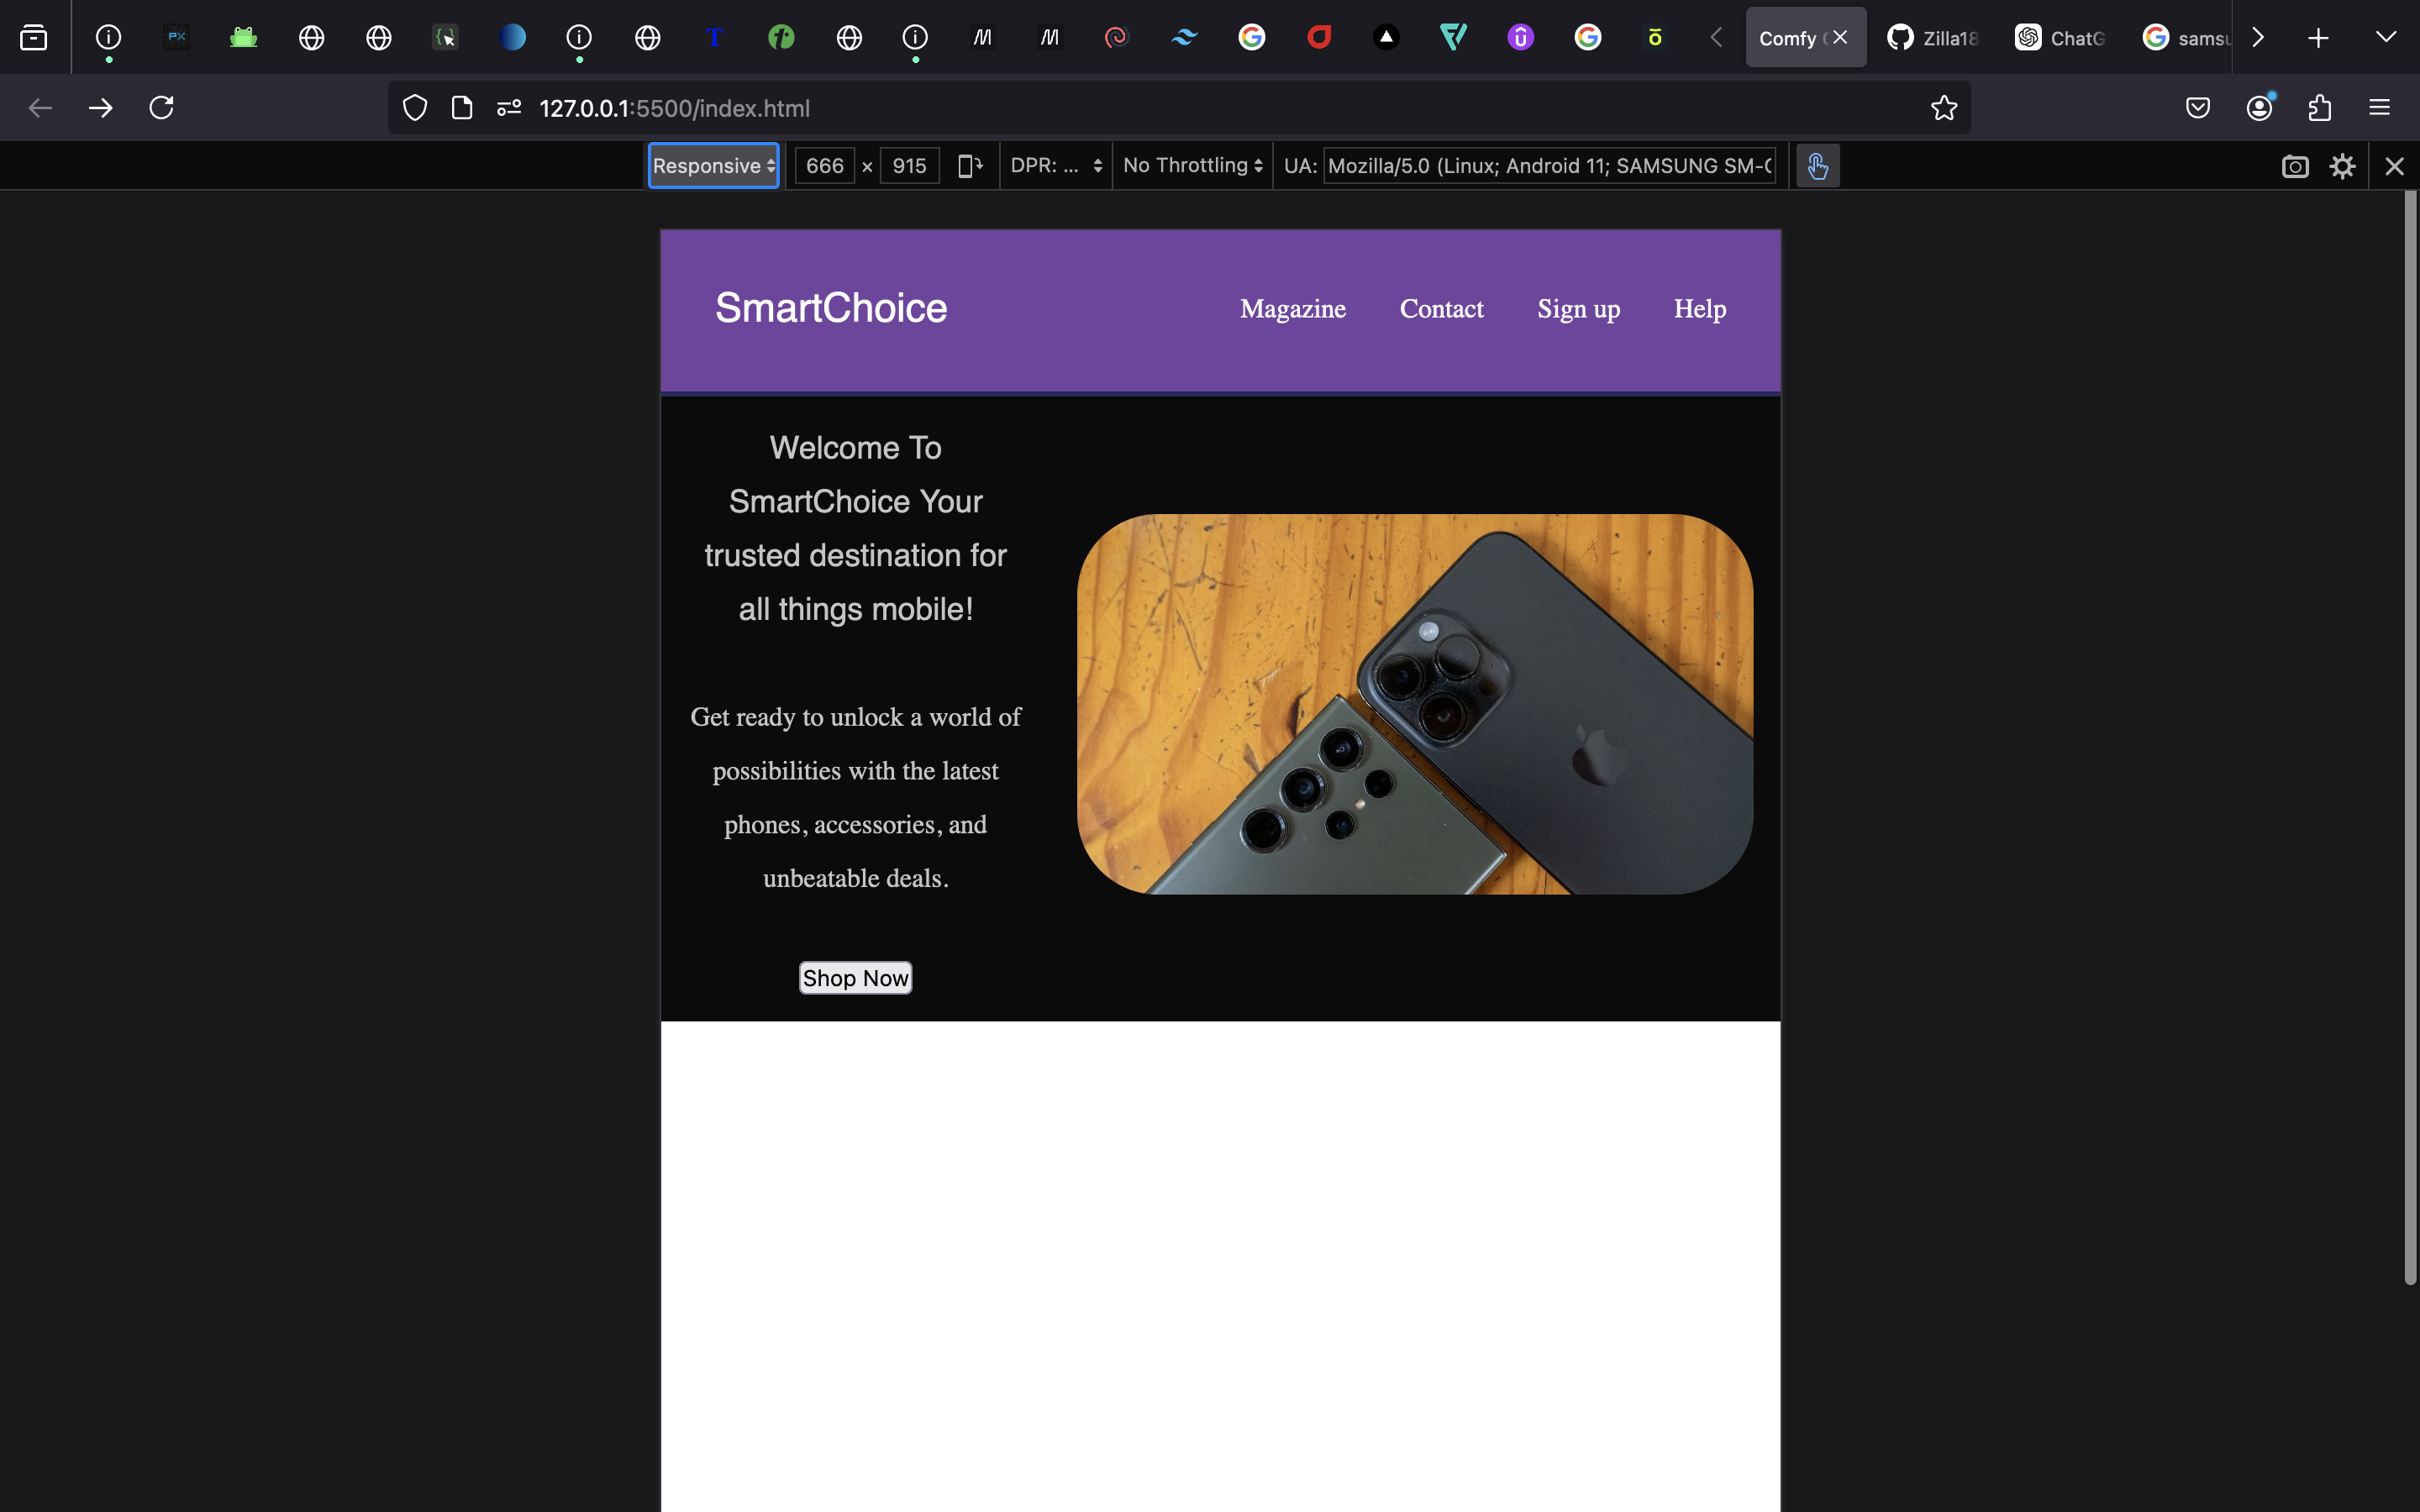 Comfy
Zilla18
ChatG
samsu
127.0.0.1:5500/index.html
Responsive
666 × 915
DPR: ...
No Throttling
UA: Mozilla/5.0 (Linux; Android 11; SAMSUNG SM-G
SmartChoice
Magazine
Contact
Sign up
Help
Welcome To
SmartChoice Your
trusted destination for
all things mobile!
Get ready to unlock a world of
possibilities with the latest
phones, accessories, and
unbeatable deals.
Shop Now